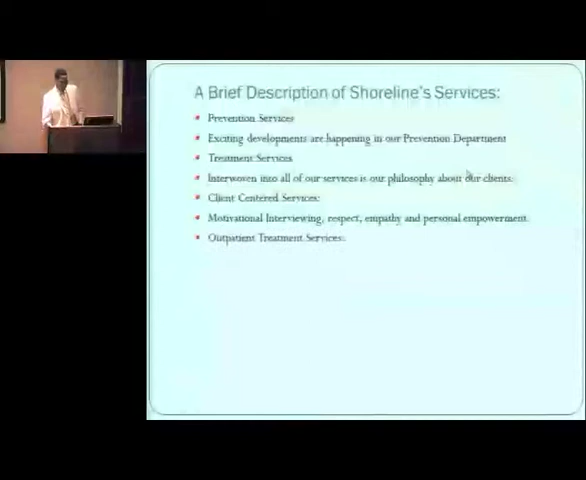 A Brief Description of Shoreline's Services:
Prevention Services
Exciting developments are happening in our Prevention Department
Treatment Services
Interwoven into all of our services is our philosophy about our clients.
Client Centered Services:
Motivational Interviewing, respect, empathy and personal empowerment.
Outpatient Treatment Services: